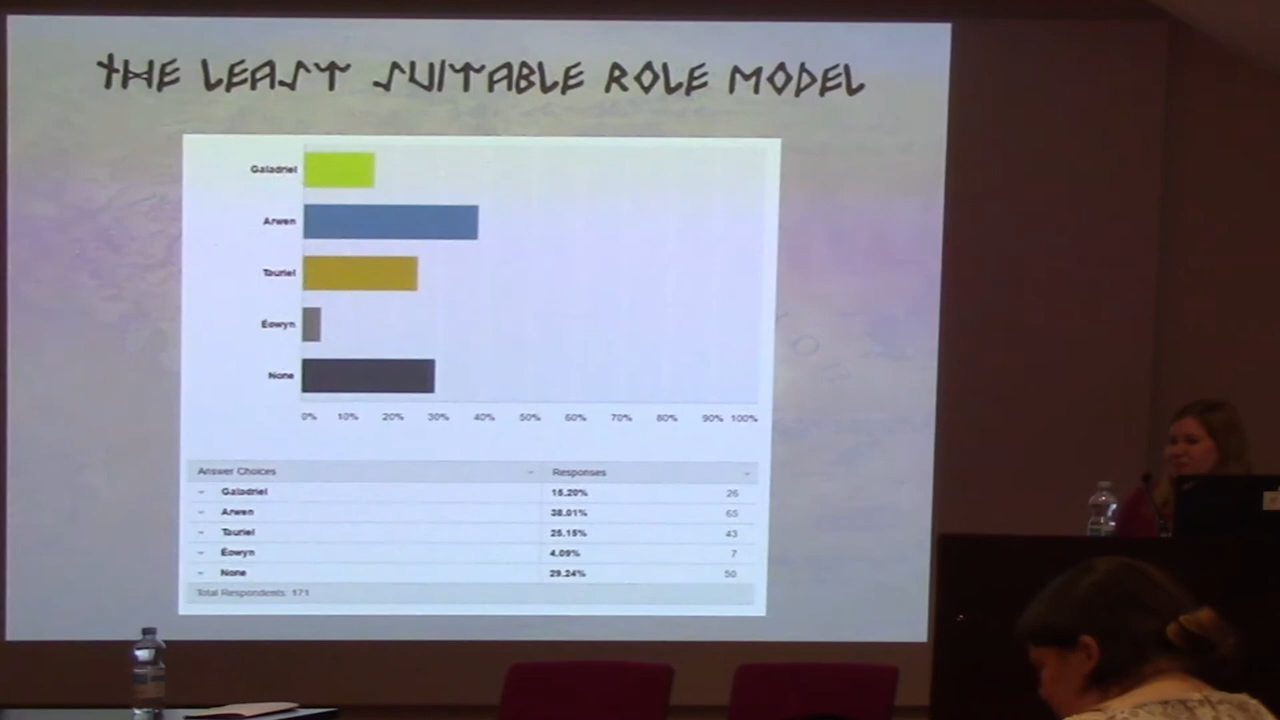 THE LEAST SUITABLE ROLE MODEL
Galadriel
Arwen
Tauriel
Éowyn
None
0% 10% 20% 30% 40% 50% 60% 70% 80% 90% 100%
Answer Choices Responses
Galadriel 15.20% 26
Arwen 38.01% 65
Tauriel 25.15% 43
Éowyn 4.09% 7
None 29.24% 50
Total Respondents: 171